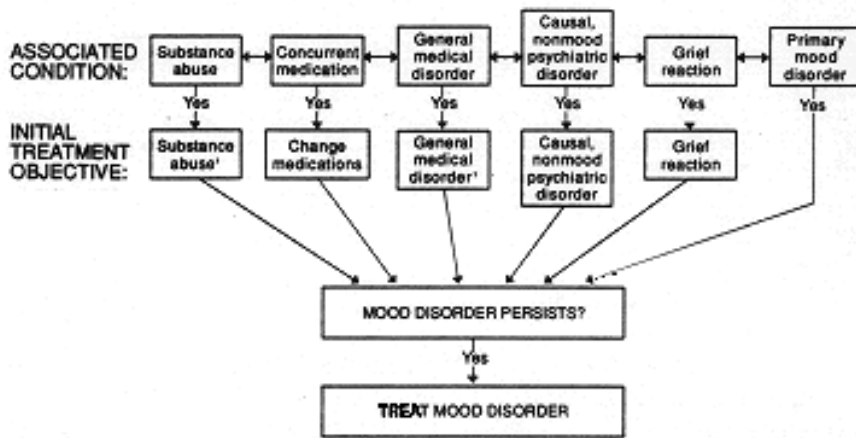 ASSOCIATED
CONDITION:
Substance
abuse
Concurrent
medication
General
medical
disorder
Causal,
nonmood
psychiatric
disorder
Grief
reaction
Primary
mood
disorder
Yes
Yes
Yes
Yes
Yes
Yes
INITIAL
TREATMENT
OBJECTIVE:
Substance
abuse¹
Change
medications
General
medical
disorder¹
Causal,
nonmood
psychiatric
disorder
Grief
reaction
MOOD DISORDER PERSISTS?
Yes
TREAT MOOD DISORDER